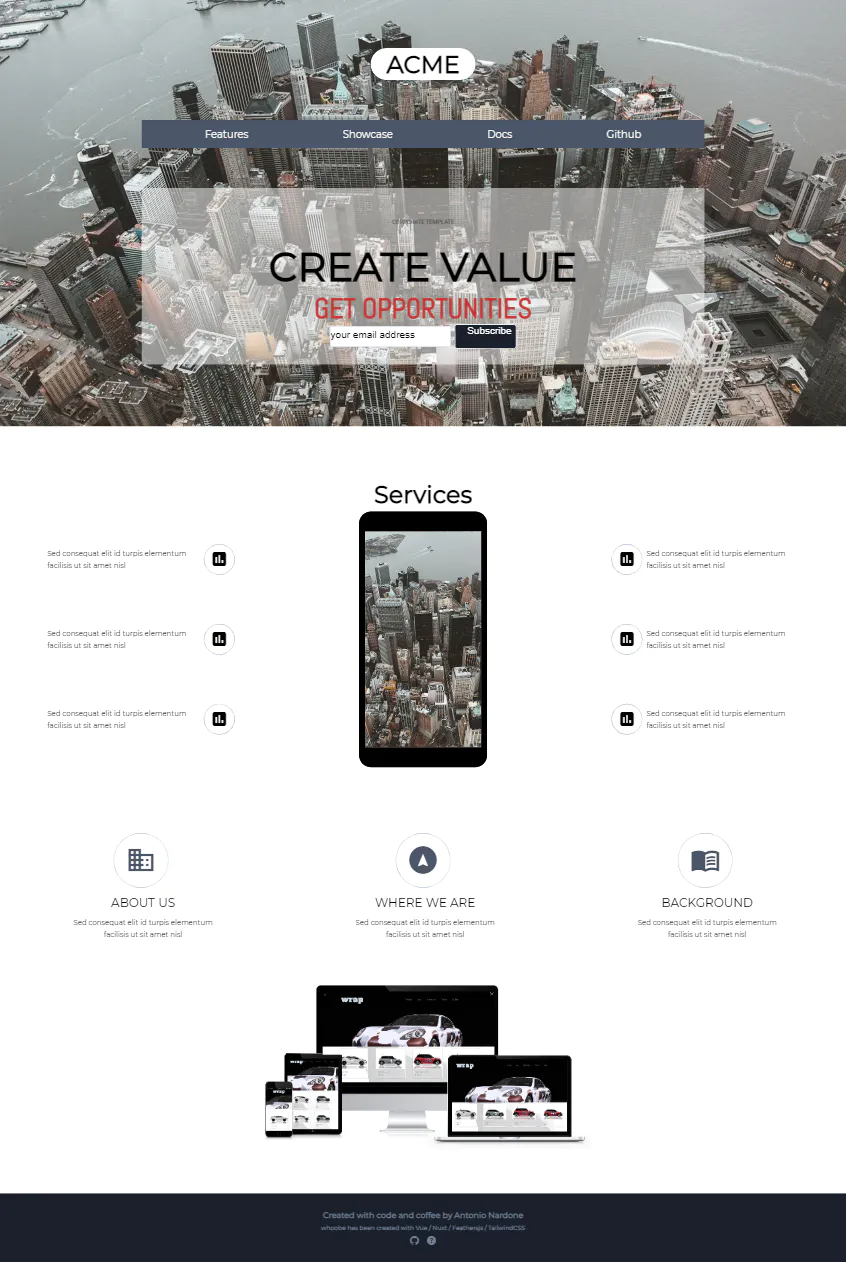 ACME
Features Showcase Docs Github
CORPORATE TEMPLATE
CREATE VALUE
GET OPPORTUNITIES
your email address Subscribe
Services
Sed consequat elit id turpis elementum
facilisis ut sit amet nisl
Sed consequat elit id turpis elementum
facilisis ut sit amet nisl
Sed consequat elit id turpis elementum
facilisis ut sit amet nisl
Sed consequat elit id turpis elementum
facilisis ut sit amet nisl
Sed consequat elit id turpis elementum
facilisis ut sit amet nisl
Sed consequat elit id turpis elementum
facilisis ut sit amet nisl
ABOUT US
Sed consequat elit id turpis elementum
facilisis ut sit amet nisl
WHERE WE ARE
Sed consequat elit id turpis elementum
facilisis ut sit amet nisl
BACKGROUND
Sed consequat elit id turpis elementum
facilisis ut sit amet nisl
wrap
wrap
wrap
wrap
Created with code and coffee by Antonio Nardone
whoobe has been created with Vue / Nuxt / Feathersjs / TailwindCSS